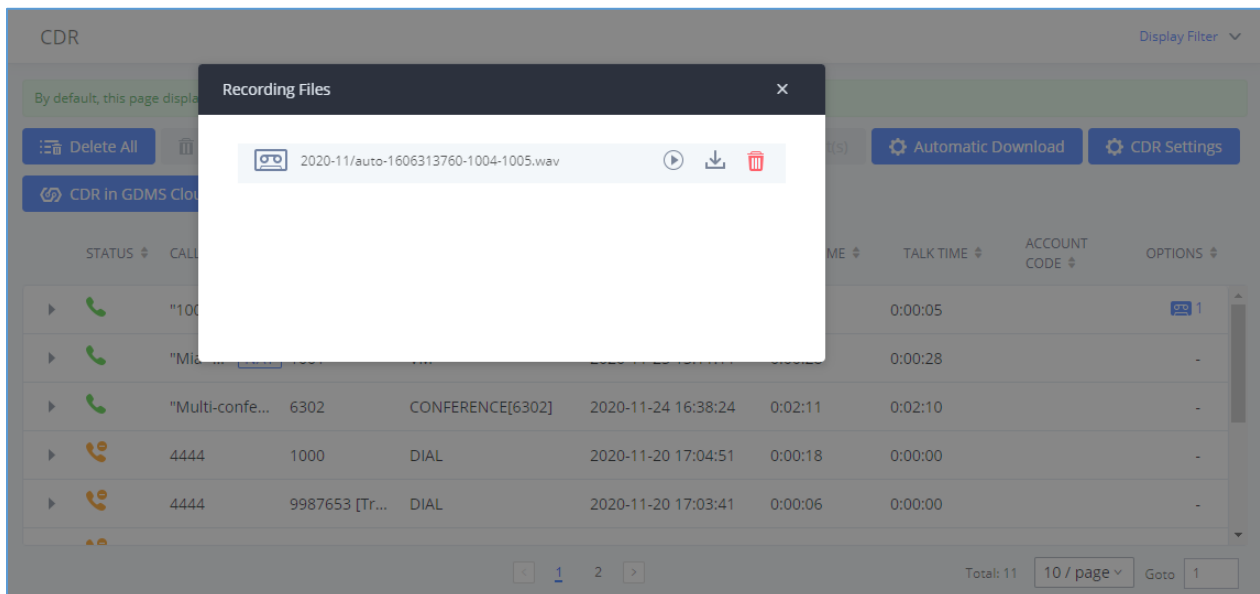 CDR
Display Filter
Recording Files
By default, this page displa
2020-11/auto-1606313760-1004-1005.wav
Delete All
Automatic Download
CDR Settings
CDR in GDMS Clou
STATUS CALL ME TALK TIME ACCOUNT CODE OPTIONS
"100 0:00:05 1
"Mia 0:00:28 -
"Multi-confe... 6302 CONFERENCE[6302] 2020-11-24 16:38:24 0:02:11 0:02:10 -
4444 1000 DIAL 2020-11-20 17:04:51 0:00:18 0:00:00 -
4444 9987653 [Tr... DIAL 2020-11-20 17:03:41 0:00:06 0:00:00 -
1 2 Total: 11 10 / page Goto 1